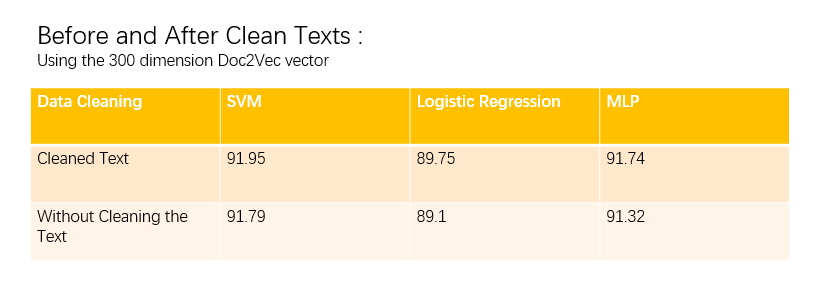 Before and After Clean Texts :
Using the 300 dimension Doc2Vec vector
Data Cleaning SVM Logistic Regression MLP
Cleaned Text 91.95 89.75 91.74
Without Cleaning the 91.79 89.1 91.32
Text